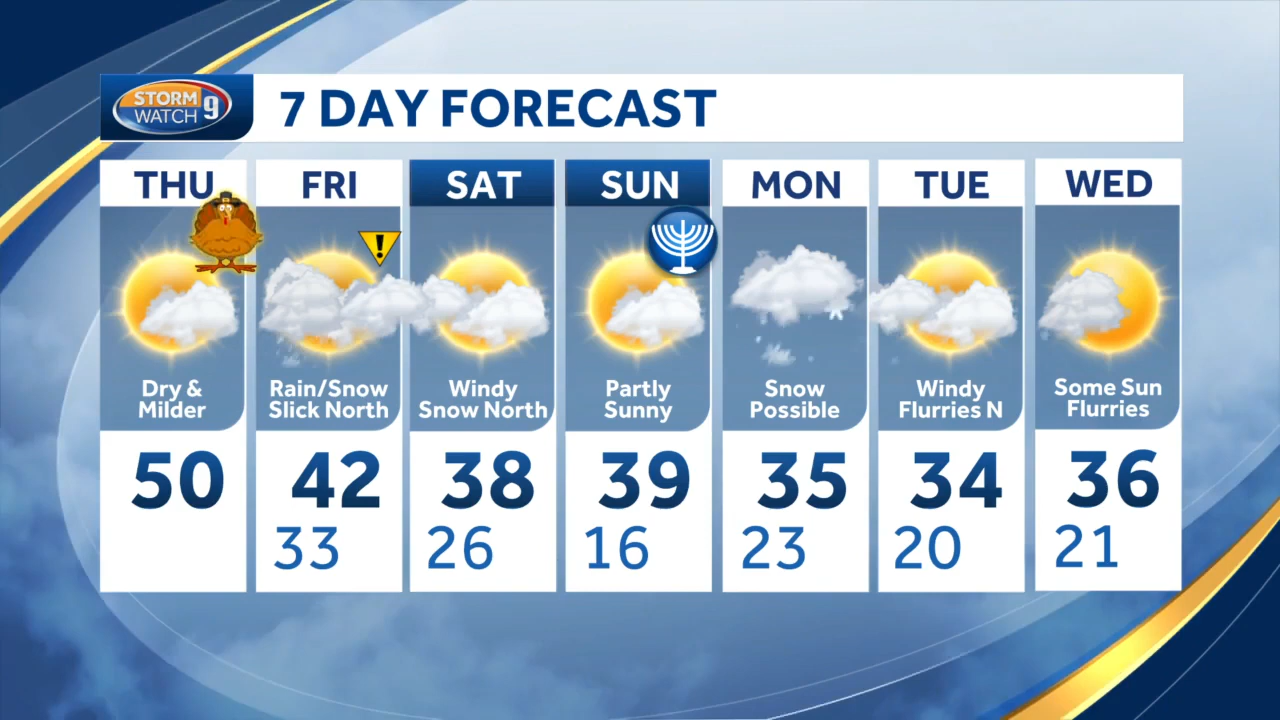 STORM
WATCH 9
7 DAY FORECAST
THU
FRI
SAT
SUN
MON
TUE
WED
!
Dry &
Milder
Rain/Snow
Slick North
Windy
Snow North
Partly
Sunny
Snow
Possible
Windy
Flurries N
Some Sun
Flurries
50
42
38
39
35
34
36
33
26
16
23
20
21